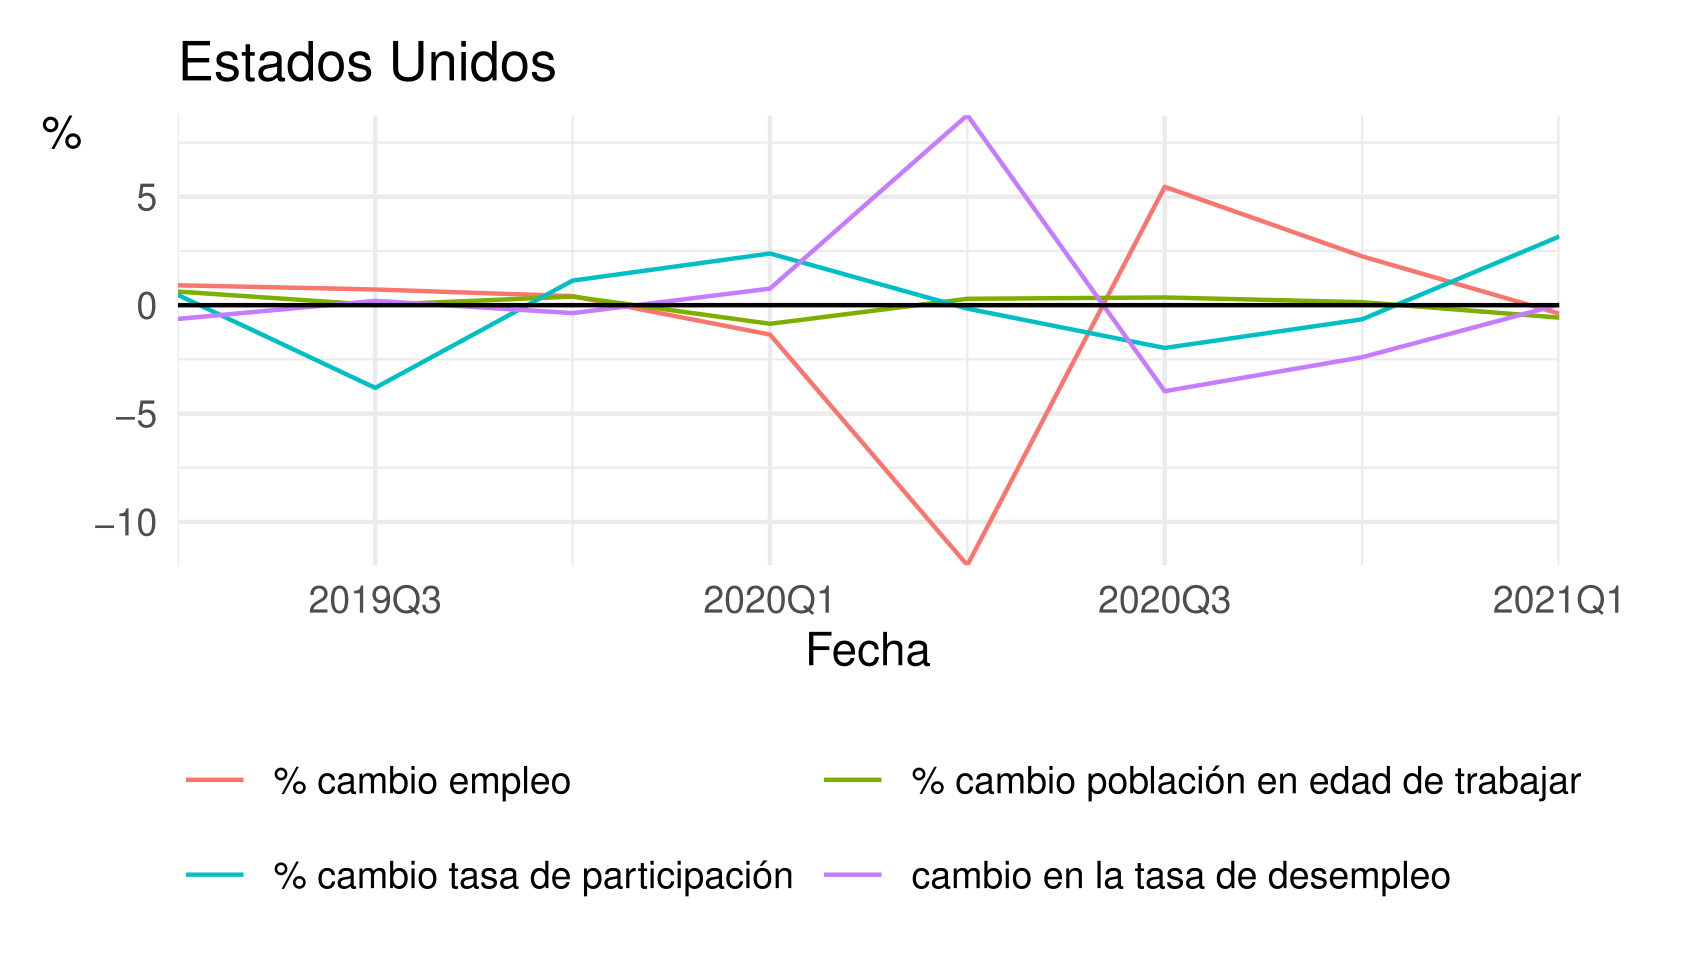 Estados Unidos
%
5
0
−5
−10
2019Q3 2020Q1 2020Q3 2021Q1
Fecha
% cambio empleo % cambio población en edad de trabajar
% cambio tasa de participación cambio en la tasa de desempleo